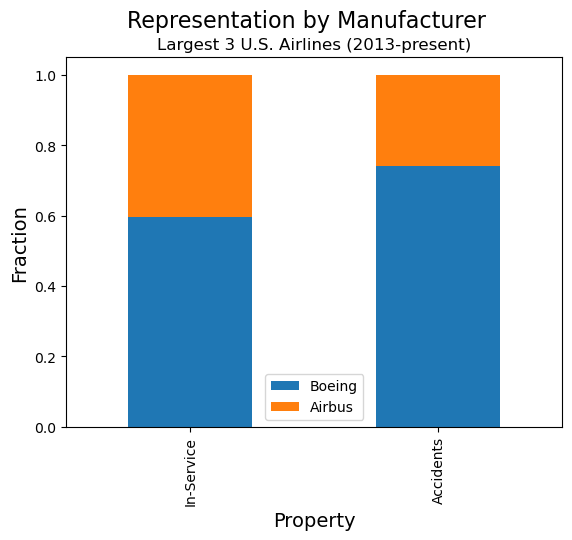 Representation by Manufacturer
Largest 3 U.S. Airlines (2013-present)
Fraction
1.0
0.8
0.6
0.4
0.2
0.0
Boeing
Airbus
In-Service
Accidents
Property